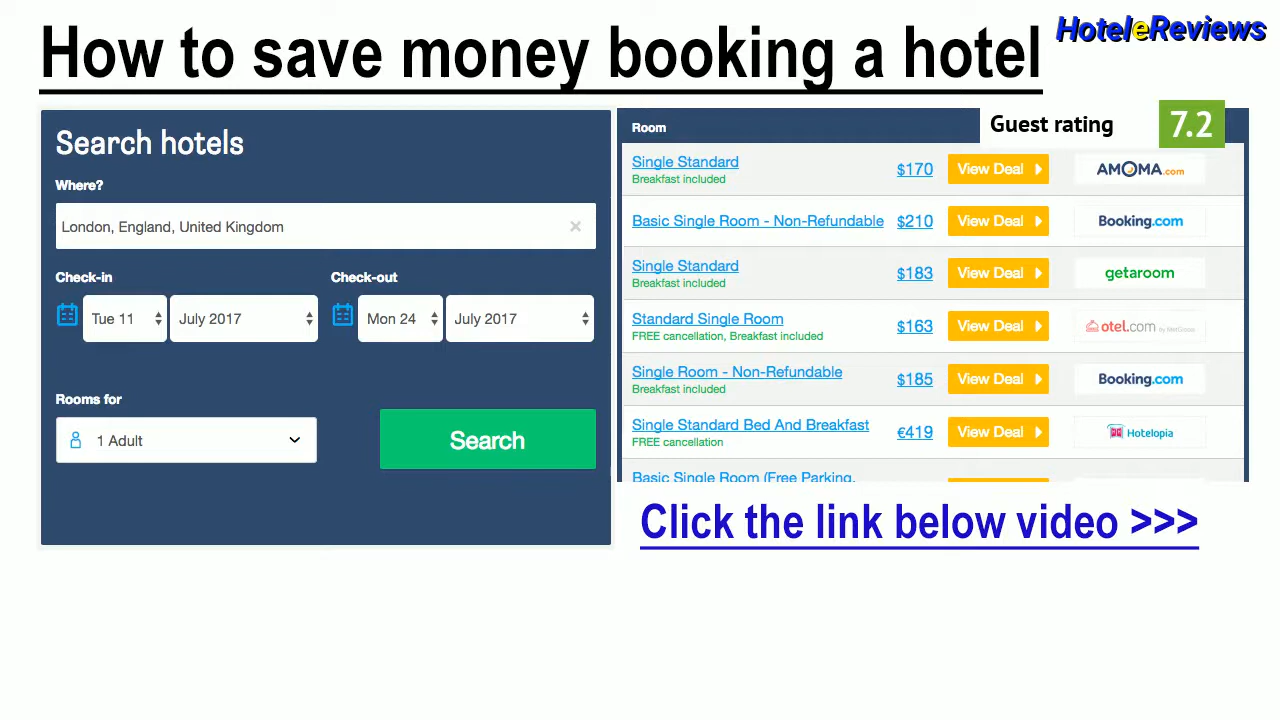 How to save money booking a hotel
HoteleReviews
Search hotels
Where?
London, England, United Kingdom
Check-in
Check-out
Tue 11
July 2017
Mon 24
July 2017
Rooms for
1 Adult
Search
Room
Guest rating
7.2
Single Standard
Breakfast included
$170
View Deal
AMOMA.com
Basic Single Room - Non-Refundable
$210
View Deal
Booking.com
Single Standard
Breakfast included
$183
View Deal
getaroom
Standard Single Room
FREE cancellation, Breakfast included
$163
View Deal
otel.com
Single Room - Non-Refundable
Breakfast included
$185
View Deal
Booking.com
Single Standard Bed And Breakfast
FREE cancellation
€419
View Deal
Hotelopia
Basic Single Room (Free Parking,
Click the link below video >>>